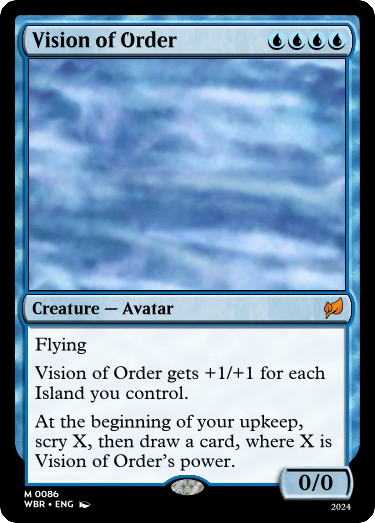 Vision of Order
Creature — Avatar
Flying
Vision of Order gets +1/+1 for each
Island you control.
At the beginning of your upkeep,
scry X, then draw a card, where X is
Vision of Order's power.
0/0
M 0086
WBR • ENG
2024